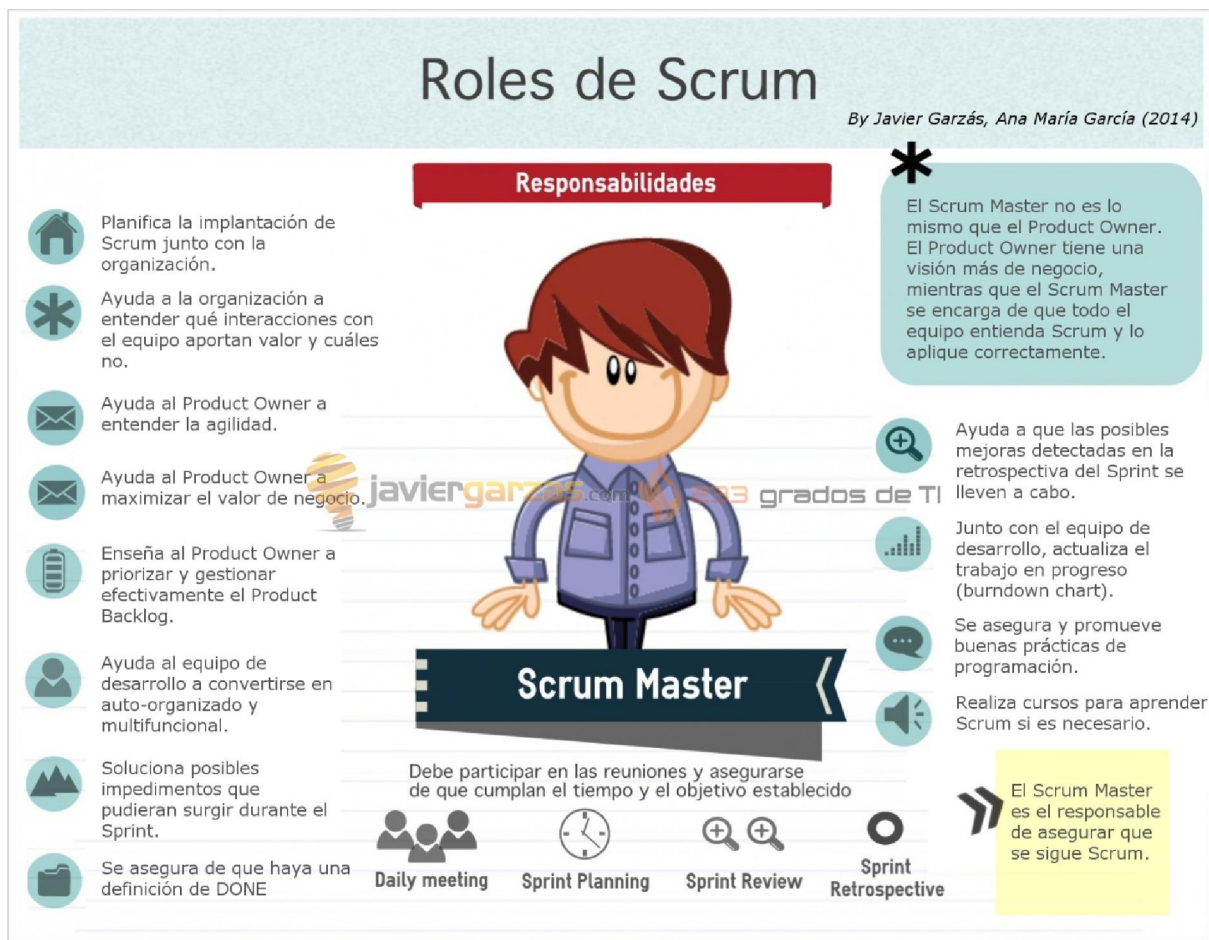 Roles de Scrum
By Javier Garzás, Ana María García (2014)
Responsabilidades
Planifica la implantación de
Scrum junto con la
organización.
Ayuda a la organización a
entender qué interacciones con
el equipo aportan valor y cuáles
no.
Ayuda al Product Owner a
entender la agilidad.
Ayuda al Product Owner a
maximizar el valor de negocio.
Enseña al Product Owner a
priorizar y gestionar
efectivamente el Product
Backlog.
Ayuda al equipo de
desarrollo a convertirse en
auto-organizado y
multifuncional.
Soluciona posibles
impedimentos que
pudieran surgir durante el
Sprint.
Se asegura de que haya una
definición de DONE
javiergarzas.com
233 grados de TI
Scrum Master
Debe participar en las reuniones y asegurarse
de que cumplan el tiempo y el objetivo establecido
Daily meeting
Sprint Planning
Sprint Review
Sprint
Retrospective
El Scrum Master no es lo
mismo que el Product Owner.
El Product Owner tiene una
visión más de negocio,
mientras que el Scrum Master
se encarga de que todo el
equipo entienda Scrum y lo
aplique correctamente.
Ayuda a que las posibles
mejoras detectadas en la
retrospectiva del Sprint se
lleven a cabo.
Junto con el equipo de
desarrollo, actualiza el
trabajo en progreso
(burndown chart).
Se asegura y promueve
buenas prácticas de
programación.
Realiza cursos para aprender
Scrum si es necesario.
El Scrum Master
es el responsable
de asegurar que
se sigue Scrum.